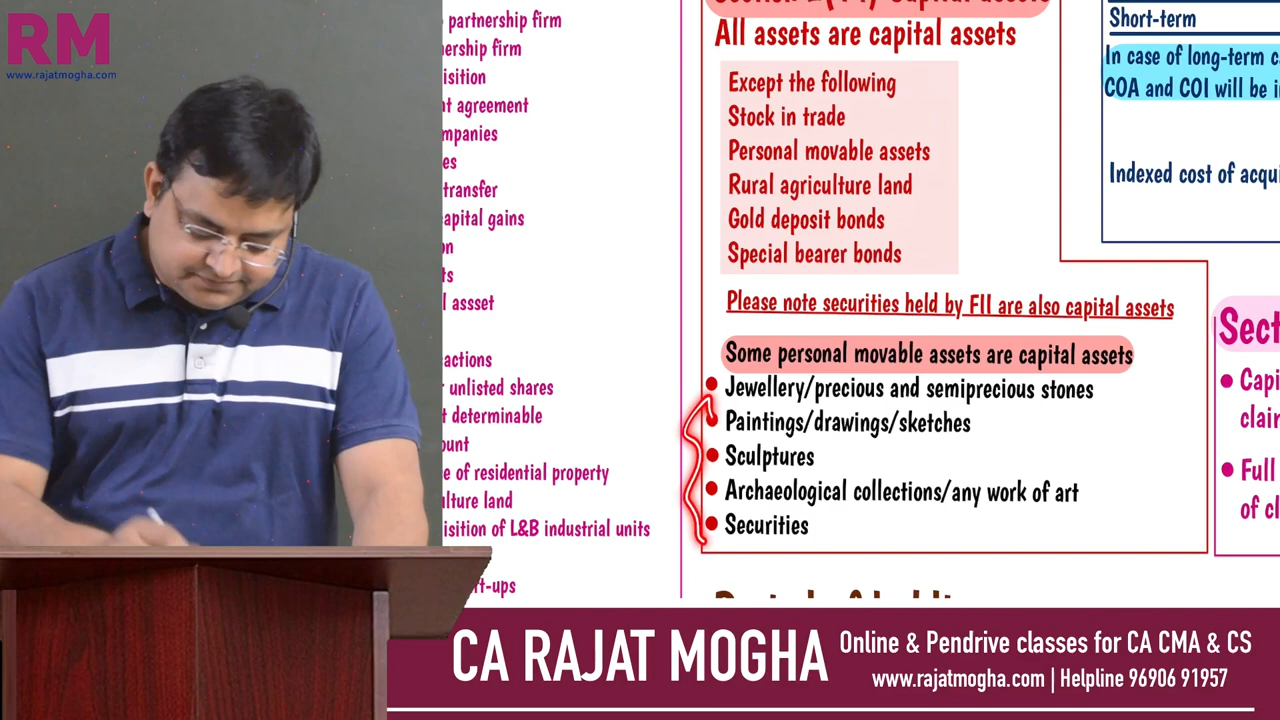 RM
www.rajatmogha.com
partnership firm
nership firm
isition
nt agreement
mpanies
es
transfer
apital gains
on
ts
l assset
actions
unlisted shares
t determinable
ount
e of residential property
ulture land
isition of L&B industrial units
rt-ups
All assets are capital assets
Except the following
Stock in trade
Personal movable assets
Rural agriculture land
Gold deposit bonds
Special bearer bonds
Please note securities held by FII are also capital assets
Some personal movable assets are capital assets
Jewellery/precious and semiprecious stones
Paintings/drawings/sketches
Sculptures
Archaeological collections/any work of art
Securities
Short-term
In case of long-term c
COA and COI will be i
Indexed cost of acqui
Sect
Capi
clai
Full
of cl
CA RAJAT MOGHA
Online & Pendrive classes for CA CMA & CS
www.rajatmogha.com | Helpline 96906 91957